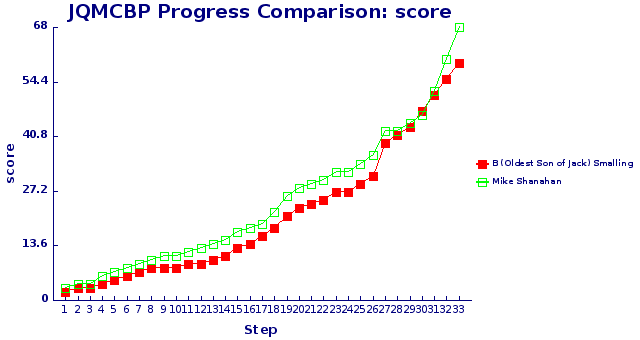 JQMCBP Progress Comparison: score
68
54.4
40.8
27.2
13.6
0
score
1 2 3 4 5 6 7 8 9 10 11 12 13 14 15 16 17 18 19 20 21 22 23 24 25 26 27 28 29 30 31 32 33
Step
B (Oldest Son of Jack) Smalling
Mike Shanahan